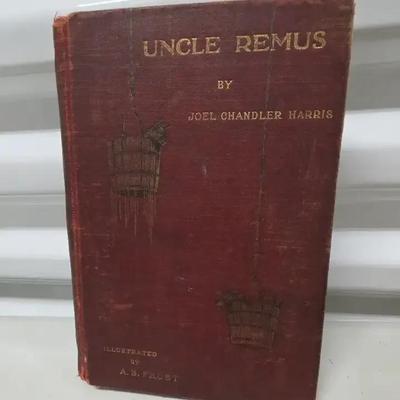 UNCLE REMUS
BY
JOEL CHANDLER HARRIS
ILLUSTRATED
BY
A. B. FROST